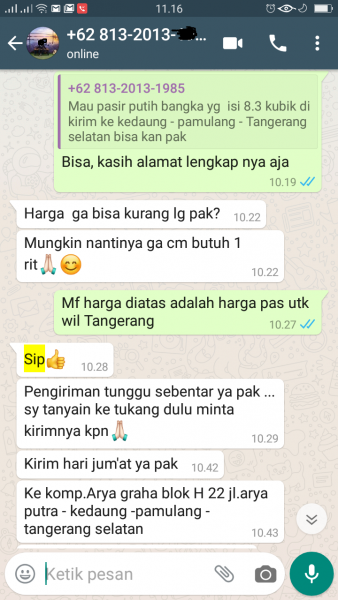 11.16
+62 813-2013-
online
+62 813-2013-1985
Mau pasir putih bangka yg isi 8.3 kubik di
kirim ke kedaung - pamulang - Tangerang
selatan bisa kan pak
Bisa, kasih alamat lengkap nya aja
10.19
Harga ga bisa kurang lg pak?
10.22
Mungkin nantinya ga cm butuh 1
rit🙏🏻😊
10.22
Mf harga diatas adalah harga pas utk
wil Tangerang
10.27
Sip👍
10.28
Pengiriman tunggu sebentar ya pak ...
sy tanyain ke tukang dulu minta
kirimnya kpn🙏🏻
10.29
Kirim hari jum'at ya pak
10.42
Ke komp.Arya graha blok H 22 jl.arya
putra - kedaung -pamulang -
tangerang selatan
10.43
Ketik pesan